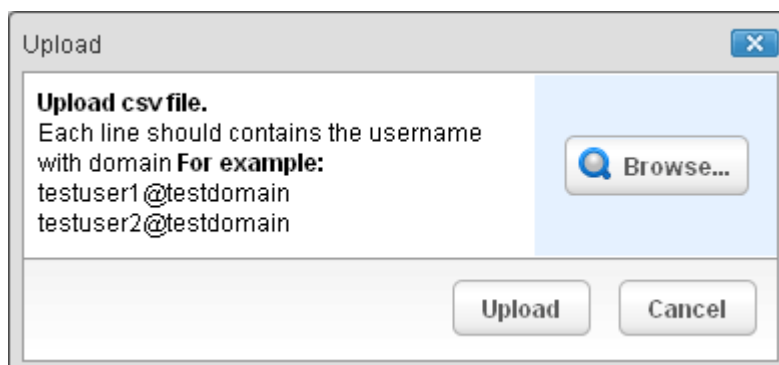 Upload
Upload csv file.
Each line should contains the username
with domain For example:
testuser1@testdomain
testuser2@testdomain
Browse...
Upload
Cancel